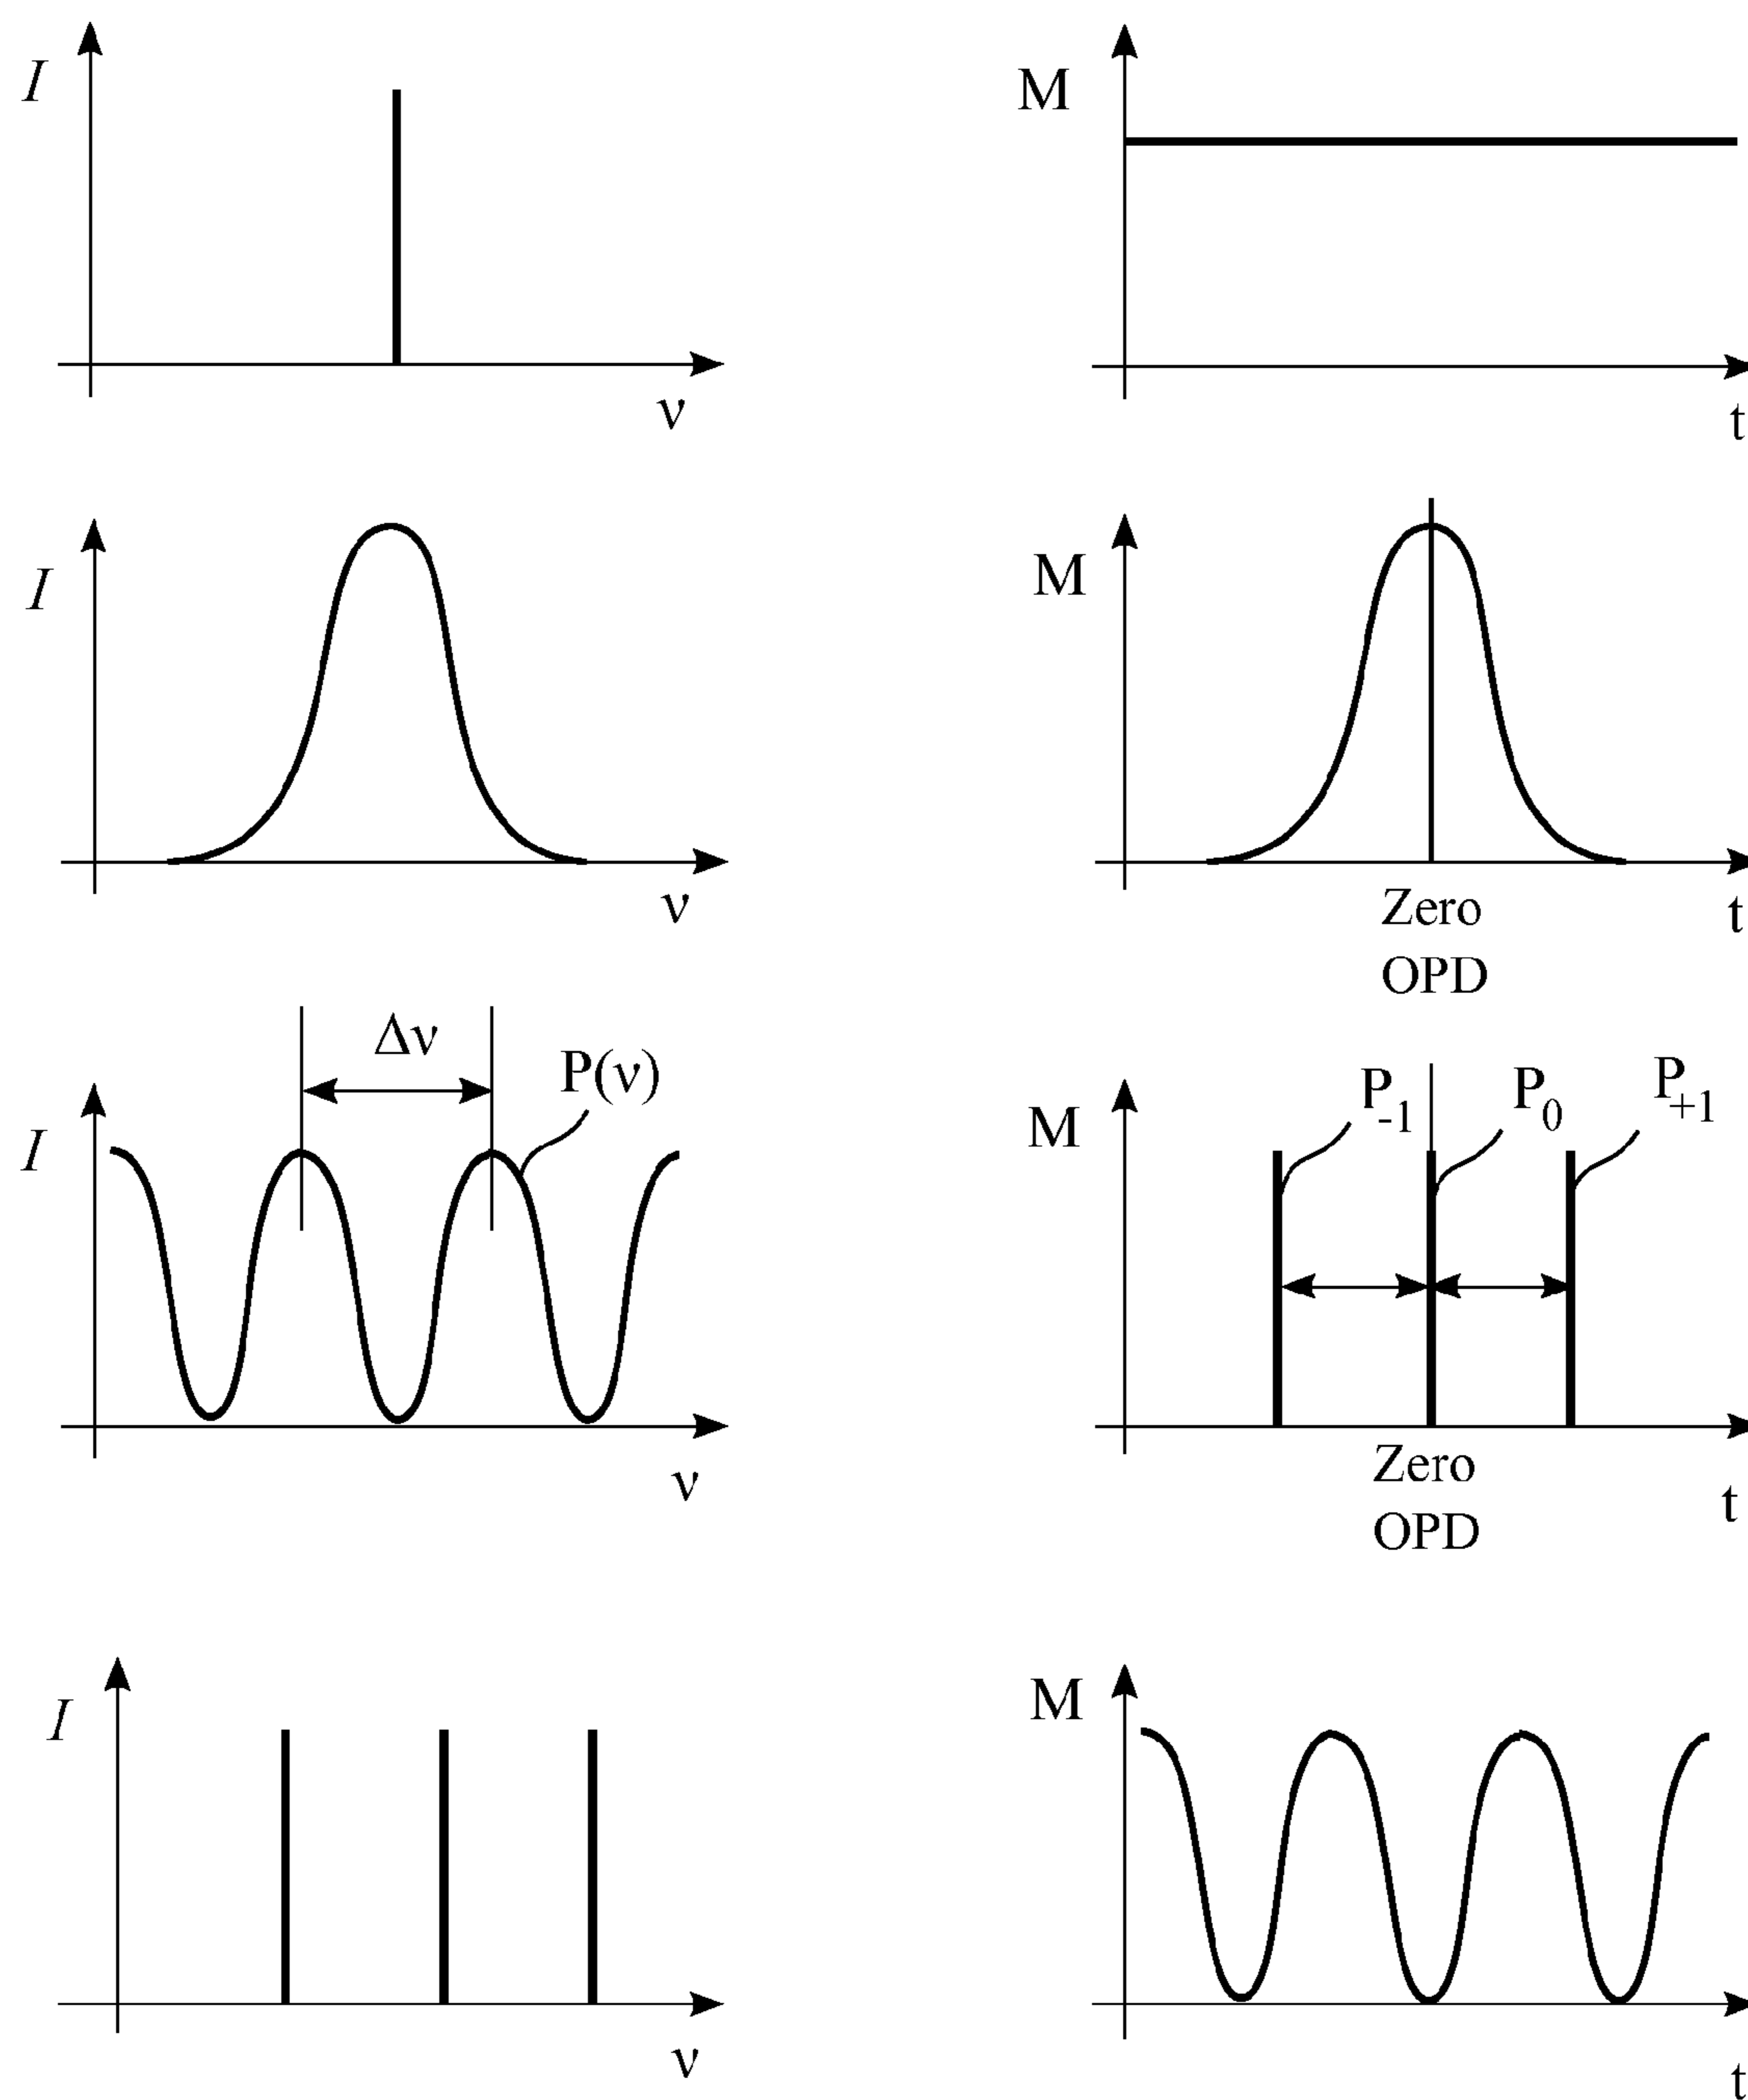 I
ν
M
t
I
ν
M
Zero
OPD
t
I
Δν
P(ν)
ν
M
P-1
P0
P+1
Zero
OPD
t
I
ν
M
t